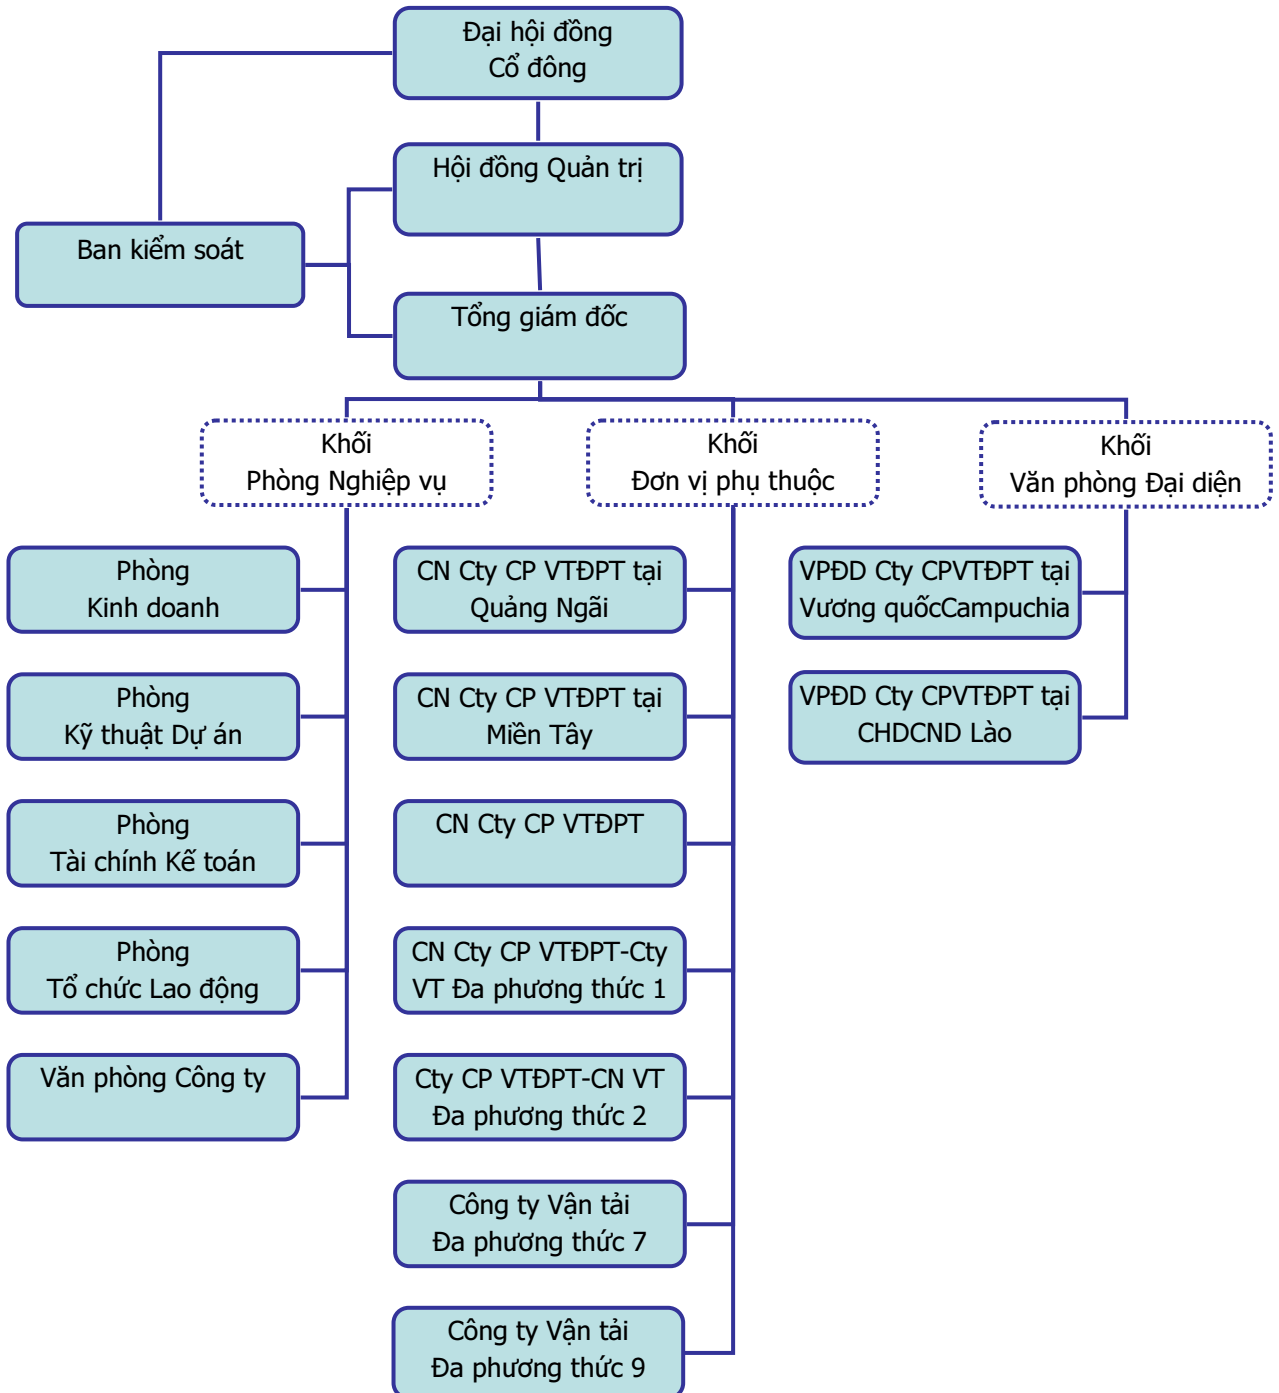 Đại hội đồng
Cổ đông
Hội đồng Quản trị
Ban kiểm soát
Tổng giám đốc
Khối
Phòng Nghiệp vụ
Khối
Đơn vị phụ thuộc
Khối
Văn phòng Đại diện
Phòng
Kinh doanh
Phòng
Kỹ thuật Dự án
Phòng
Tài chính Kế toán
Phòng
Tổ chức Lao động
Văn phòng Công ty
CN Cty CP VTĐPT tại
Quảng Ngãi
CN Cty CP VTĐPT tại
Miền Tây
CN Cty CP VTĐPT
CN Cty CP VTĐPT-Cty
VT Đa phương thức 1
Cty CP VTĐPT-CN VT
Đa phương thức 2
Công ty Vận tải
Đa phương thức 7
Công ty Vận tải
Đa phương thức 9
VPĐD Cty CPVTĐPT tại
Vương quốcCampuchia
VPĐD Cty CPVTĐPT tại
CHDCND Lào